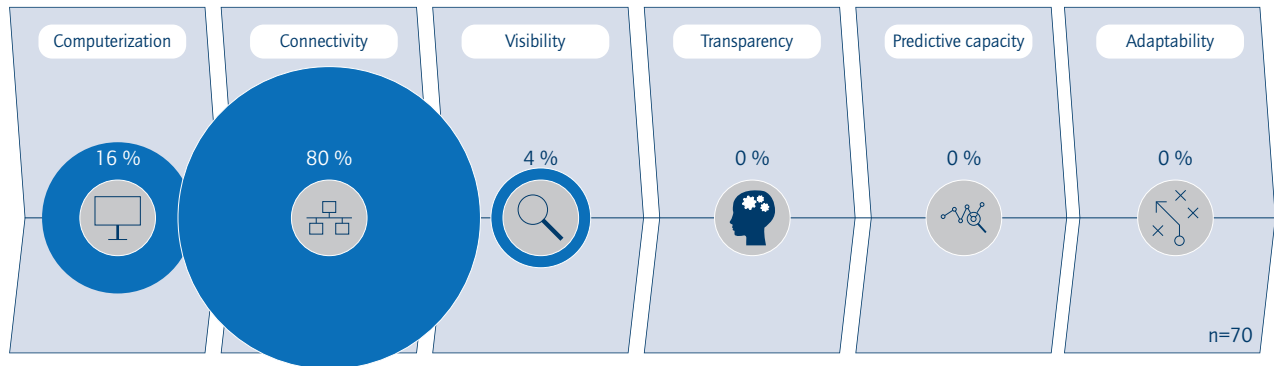 Computerization
Connectivity
Visibility
Transparency
Predictive capacity
Adaptability
16 %
80 %
4 %
0 %
0 %
0 %
n=70